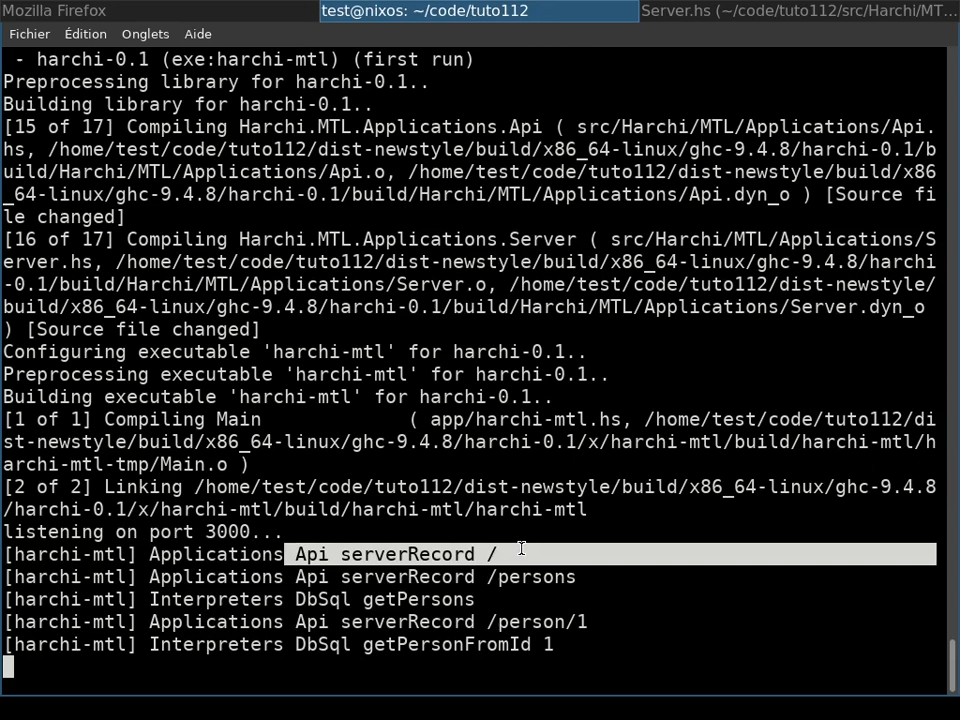 Mozilla Firefox test@nixos: ~/code/tuto112 Server.hs (~/code/tuto112/src/Harchi/MT...
Fichier Édition Onglets Aide
 - harchi-0.1 (exe:harchi-mtl) (first run)
Preprocessing library for harchi-0.1..
Building library for harchi-0.1..
[15 of 17] Compiling Harchi.MTL.Applications.Api ( src/Harchi/MTL/Applications/Api.
hs, /home/test/code/tuto112/dist-newstyle/build/x86_64-linux/ghc-9.4.8/harchi-0.1/b
uild/Harchi/MTL/Applications/Api.o, /home/test/code/tuto112/dist-newstyle/build/x86
_64-linux/ghc-9.4.8/harchi-0.1/build/Harchi/MTL/Applications/Api.dyn_o ) [Source fi
le changed]
[16 of 17] Compiling Harchi.MTL.Applications.Server ( src/Harchi/MTL/Applications/S
erver.hs, /home/test/code/tuto112/dist-newstyle/build/x86_64-linux/ghc-9.4.8/harchi
-0.1/build/Harchi/MTL/Applications/Server.o, /home/test/code/tuto112/dist-newstyle/
build/x86_64-linux/ghc-9.4.8/harchi-0.1/build/Harchi/MTL/Applications/Server.dyn_o
) [Source file changed]
Configuring executable 'harchi-mtl' for harchi-0.1..
Preprocessing executable 'harchi-mtl' for harchi-0.1..
Building executable 'harchi-mtl' for harchi-0.1..
[1 of 1] Compiling Main             ( app/harchi-mtl.hs, /home/test/code/tuto112/di
st-newstyle/build/x86_64-linux/ghc-9.4.8/harchi-0.1/x/harchi-mtl/build/harchi-mtl/h
archi-mtl-tmp/Main.o )
[2 of 2] Linking /home/test/code/tuto112/dist-newstyle/build/x86_64-linux/ghc-9.4.8
/harchi-0.1/x/harchi-mtl/build/harchi-mtl/harchi-mtl
listening on port 3000...
[harchi-mtl] Applications Api serverRecord /
[harchi-mtl] Applications Api serverRecord /persons
[harchi-mtl] Interpreters DbSql getPersons
[harchi-mtl] Applications Api serverRecord /person/1
[harchi-mtl] Interpreters DbSql getPersonFromId 1